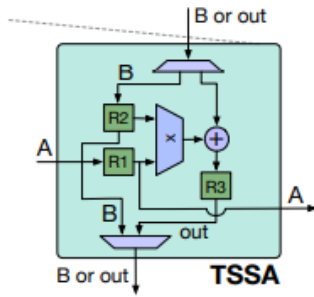 B or out
B
R2
x
+
A
R1
R3
A
B
out
B or out
TSSA